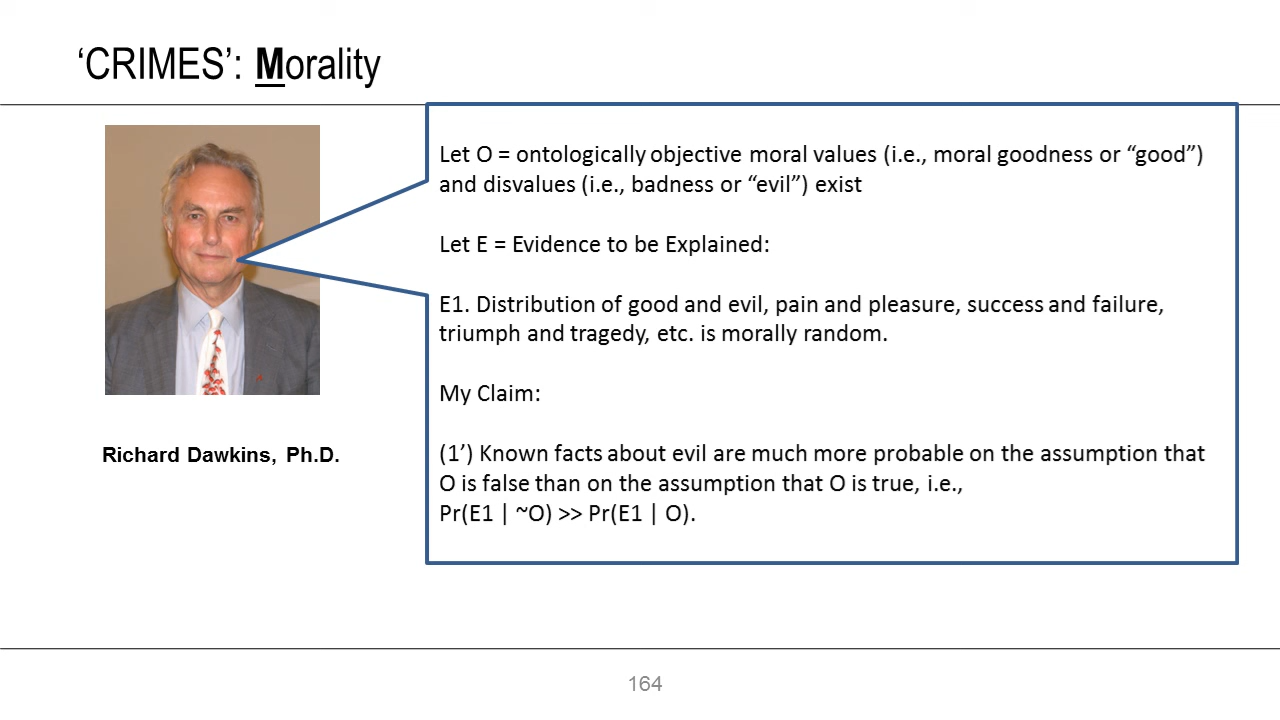 ‘CRIMES’: Morality
Let O = ontologically objective moral values (i.e., moral goodness or “good”)
and disvalues (i.e., badness or “evil”) exist
Let E = Evidence to be Explained:
E1. Distribution of good and evil, pain and pleasure, success and failure,
triumph and tragedy, etc. is morally random.
My Claim:
(1’) Known facts about evil are much more probable on the assumption that
O is false than on the assumption that O is true, i.e.,
Pr(E1 | ~O) >> Pr(E1 | O).
Richard Dawkins, Ph.D.
164